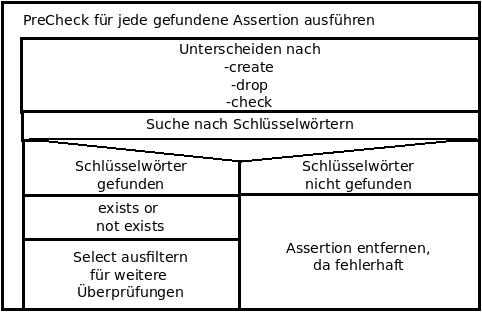 PreCheck für jede gefundene Assertion ausführen
Unterscheiden nach
-create
-drop
-check
Suche nach Schlüsselwörtern
Schlüsselwörter
gefunden
Schlüsselwörter
nicht gefunden
exists or
not exists
Select ausfiltern
für weitere
Überprüfungen
Assertion entfernen,
da fehlerhaft